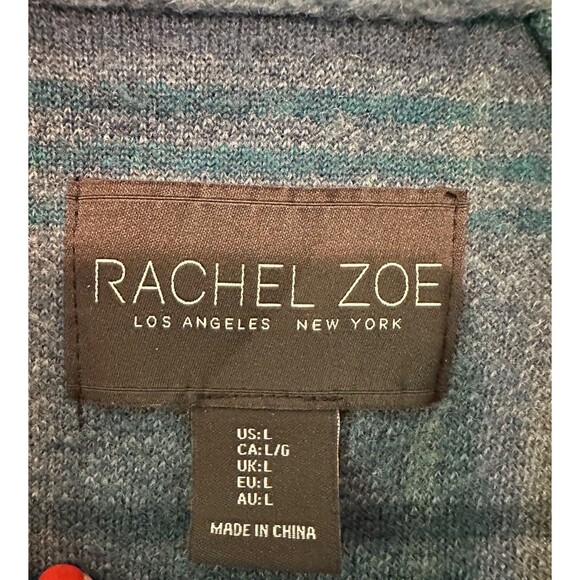 RACHEL ZOE
LOS ANGELES NEW YORK
US: L
CA: L/G
UK: L
EU: L
AU: L
MADE IN CHINA